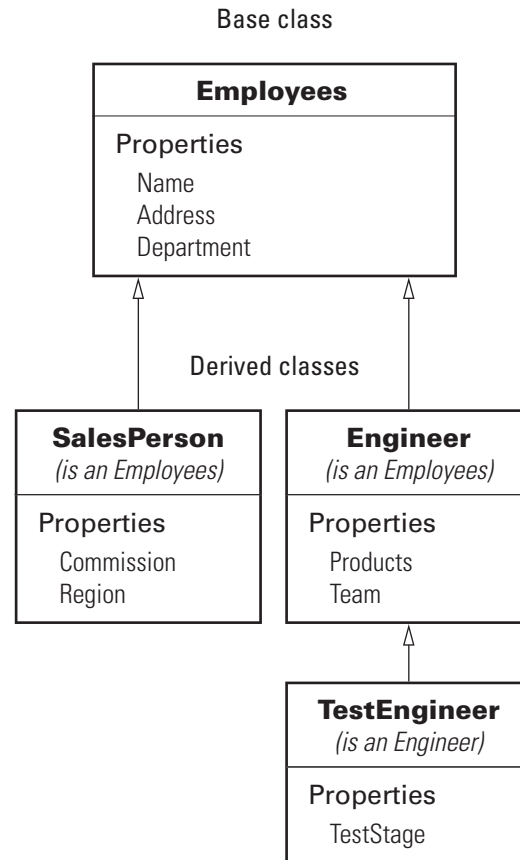 Base class
Employees
Properties
Name
Address
Department
Derived classes
SalesPerson
(is an Employees)
Properties
Commission
Region
Engineer
(is an Employees)
Properties
Products
Team
TestEngineer
(is an Engineer)
Properties
TestStage